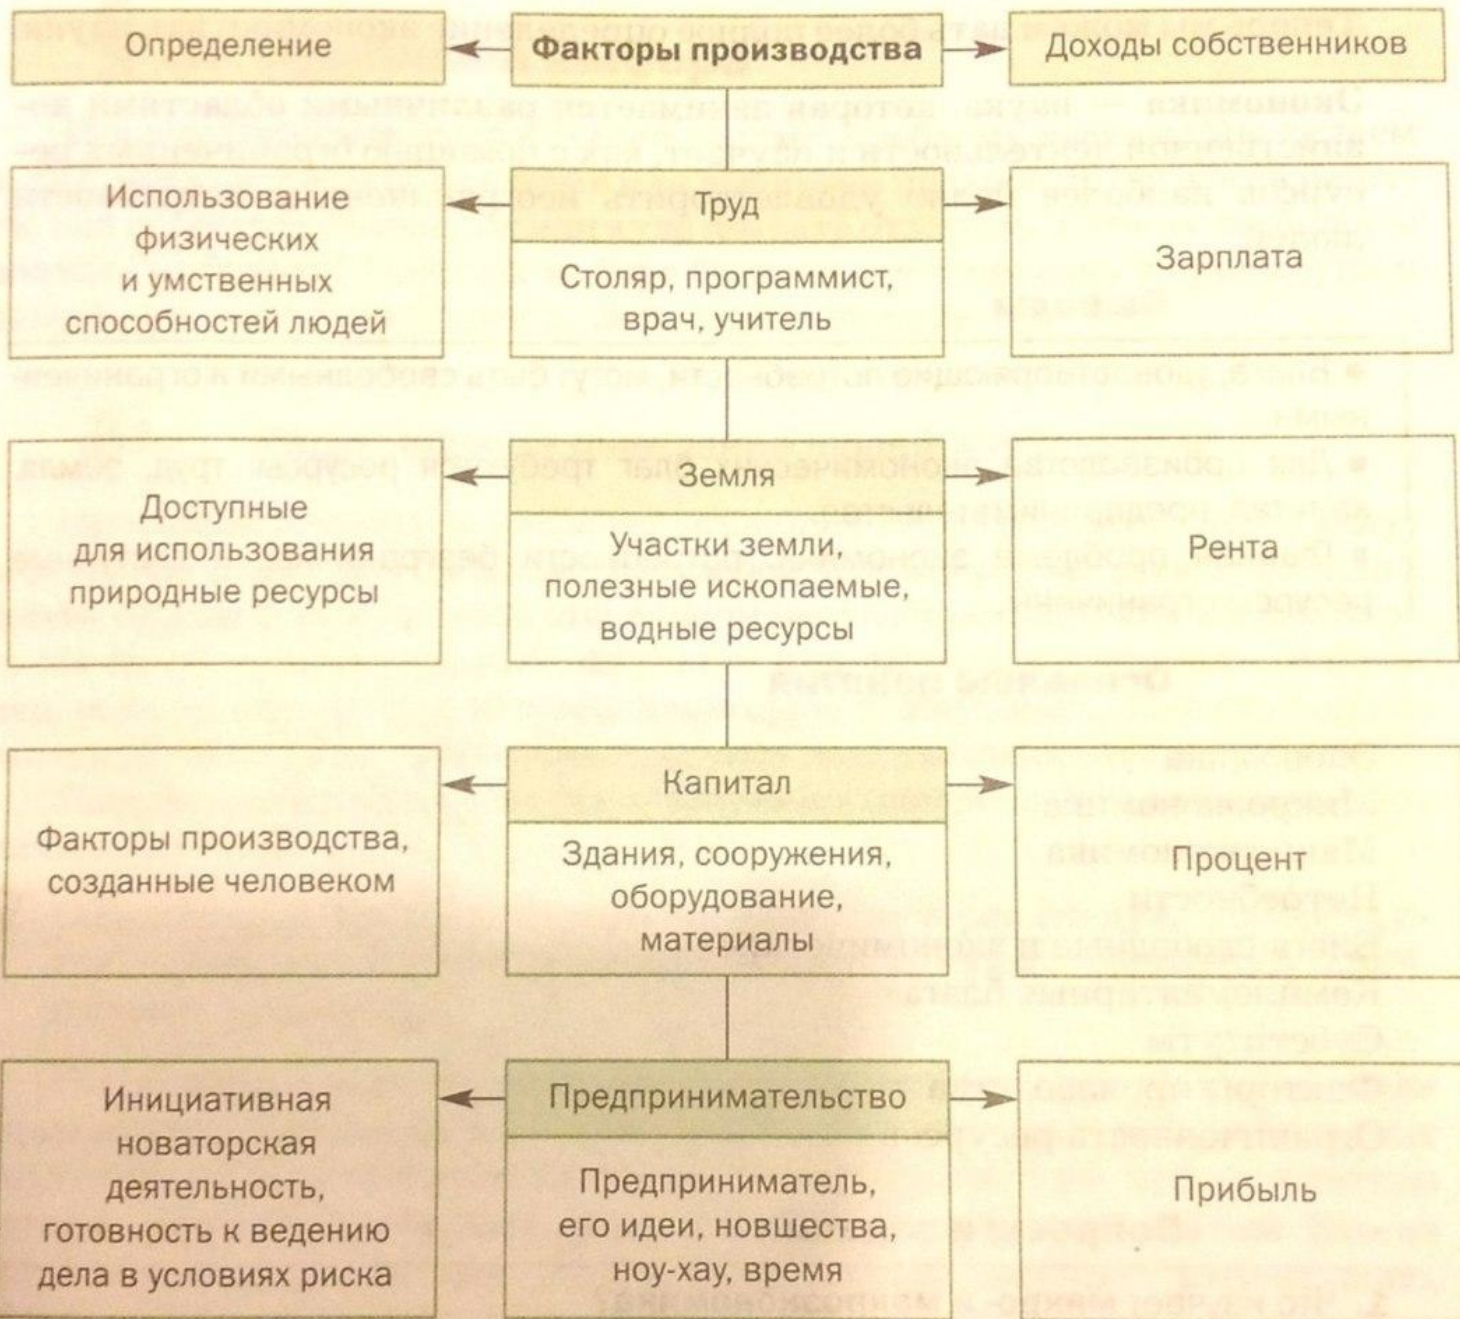 Определение
Факторы производства
Доходы собственников
Использование
физических
и умственных
способностей людей
Труд
Столяр, программист,
врач, учитель
Зарплата
Доступные
для использования
природные ресурсы
Земля
Участки земли,
полезные ископаемые,
водные ресурсы
Рента
Факторы производства,
созданные человеком
Капитал
Здания, сооружения,
оборудование,
материалы
Процент
Инициативная
новаторская
деятельность,
готовность к ведению
дела в условиях риска
Предпринимательство
Предприниматель,
его идеи, новшества,
ноу-хау, время
Прибыль